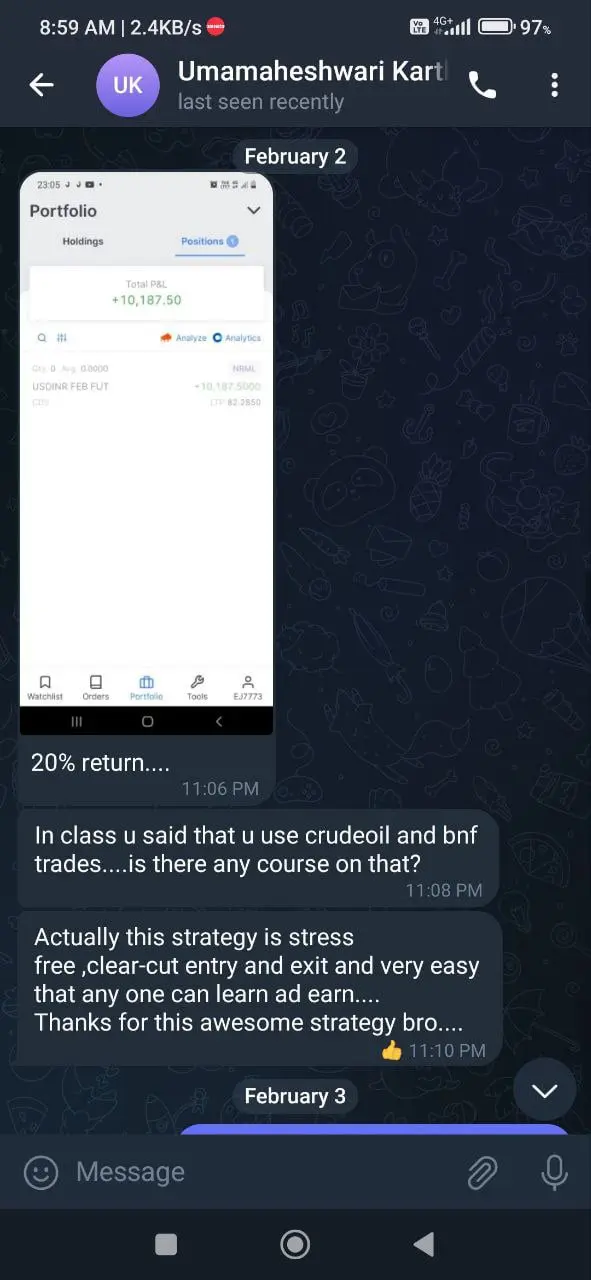 8:59 AM | 2.4KB/s
Vo LTE 4G+ 97%
UK
Umamaheshwari Kart
last seen recently
February 2
23:05
Portfolio
Holdings
Positions 1
Total P&L
+10,187.50
Analyze Analytics
Qty. 0 Avg. 0.0000 NRML
USDINR FEB FUT +10,187.5000
CDS LTP 82.2850
Watchlist Orders Portfolio Tools EJ7773
20% return....
11:06 PM
In class u said that u use crudeoil and bnf
trades....is there any course on that?
11:08 PM
Actually this strategy is stress
free ,clear-cut entry and exit and very easy
that any one can learn ad earn....
Thanks for this awesome strategy bro....
👍 11:10 PM
February 3
Message